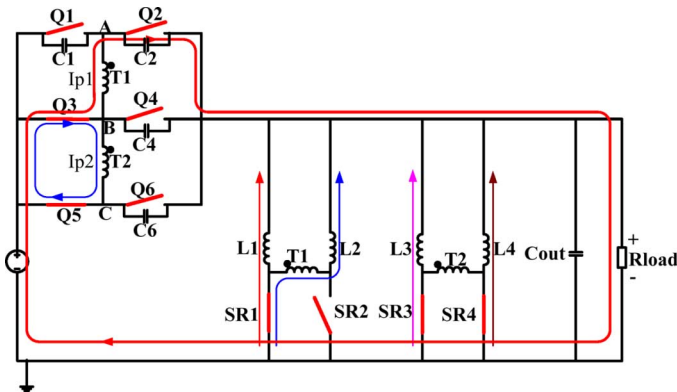 Q1
Q2
A
C1
C2
Ip1
T1
Q3
Q4
B
C4
Ip2
T2
Q5
C
Q6
C6
L1
T1
L2
L3
T2
L4
Cout
+
Rload
-
SR1
SR2
SR3
SR4